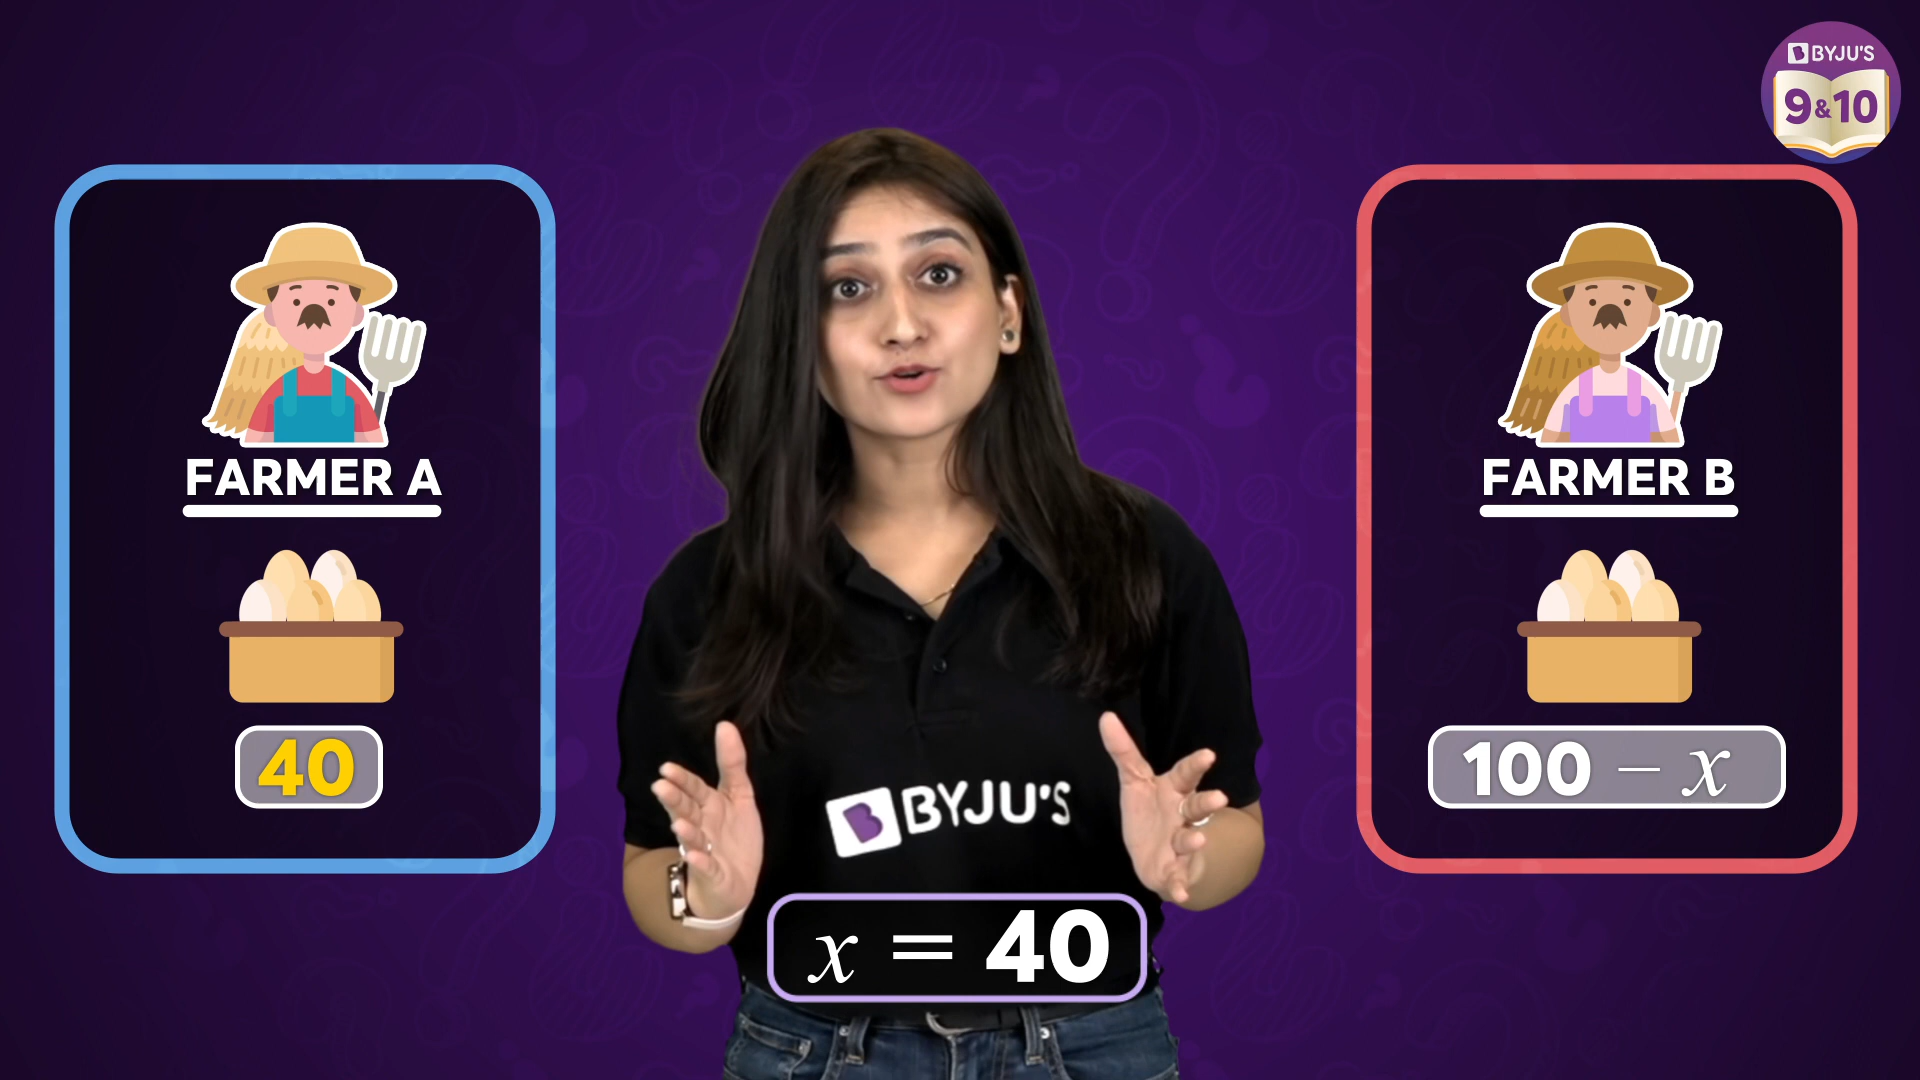 BYJU'S
9&10
FARMER A
40
FARMER B
100 − x
BYJU'S
x = 40